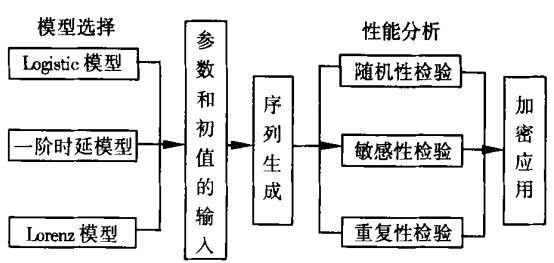 模型选择
Logistic 模型
一阶时延模型
Lorenz 模型
参数和初值的输入
序列生成
性能分析
随机性检验
敏感性检验
重复性检验
加密应用